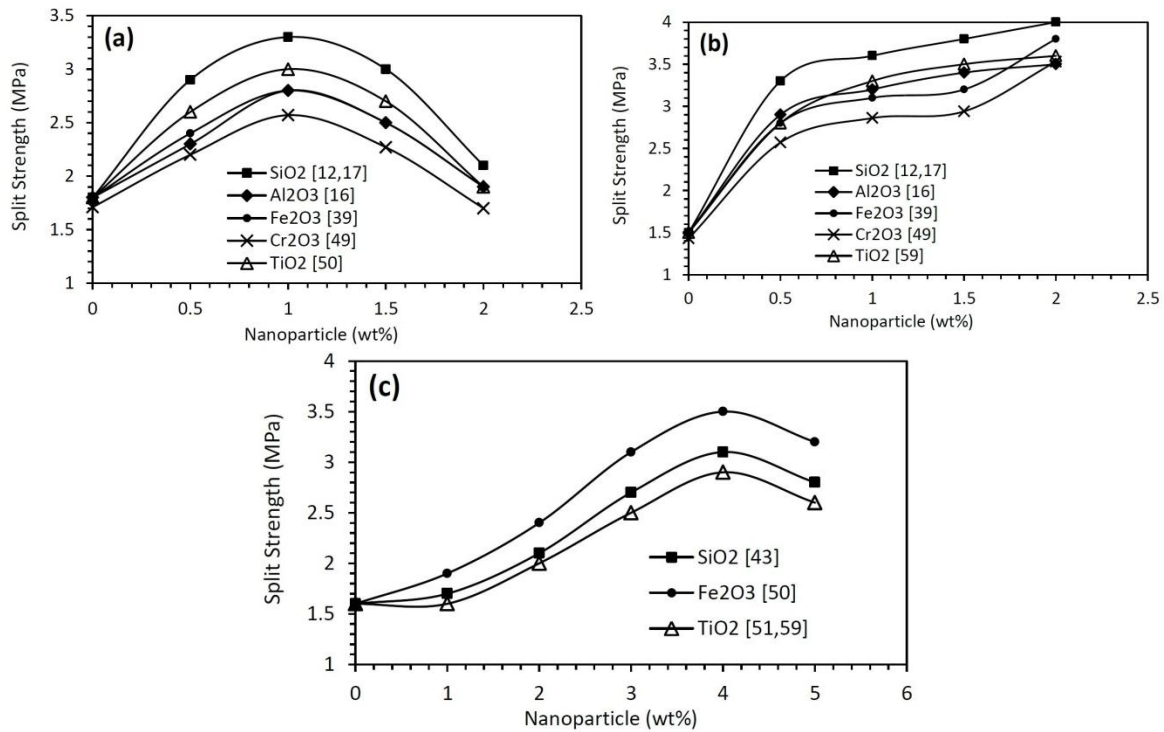 (a)
Split Strength (MPa)
3.5
3
2.5
2
1.5
1
SiO2 [12,17]
Al2O3 [16]
Fe2O3 [39]
Cr2O3 [49]
TiO2 [50]
0 0.5 1 1.5 2 2.5
Nanoparticle (wt%)
(b)
Split Strength (MPa)
4
3.5
3
2.5
2
1.5
1
SiO2 [12,17]
Al2O3 [16]
Fe2O3 [39]
Cr2O3 [49]
TiO2 [59]
0 0.5 1 1.5 2 2.5
Nanoparticle (wt%)
(c)
Split Strength (MPa)
4
3.5
3
2.5
2
1.5
1
SiO2 [43]
Fe2O3 [50]
TiO2 [51,59]
0 1 2 3 4 5 6
Nanoparticle (wt%)